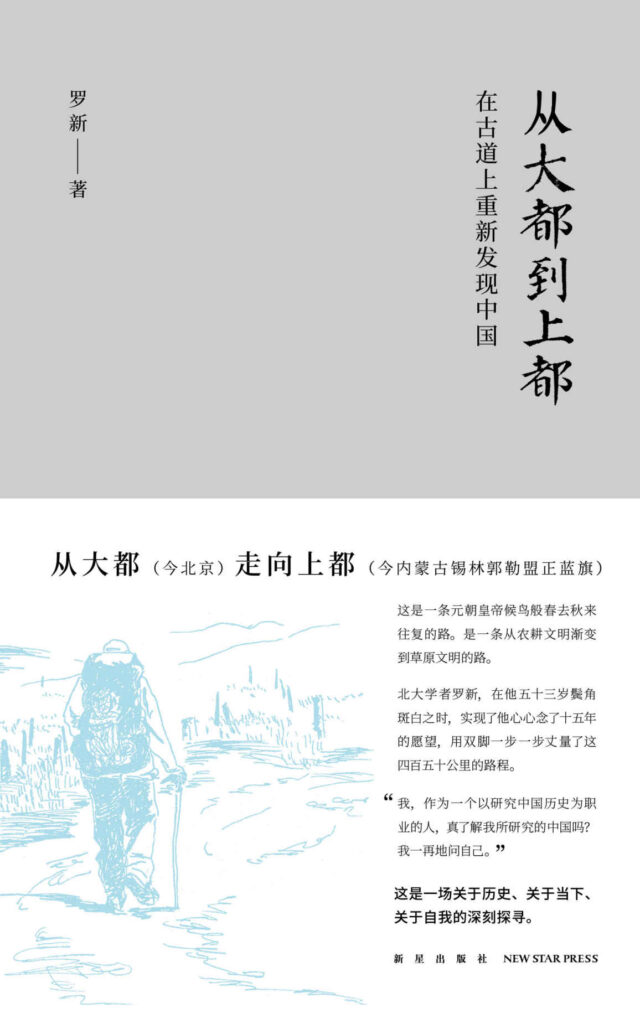 从大都到上都
在古道上重新发现中国
罗新——著
从大都（今北京）走向上都（今内蒙古锡林郭勒盟正蓝旗）
这是一条元朝皇帝候鸟般春去秋来
往复的路。是一条从农耕文明渐变
到草原文明的路。
北大学者罗新，在他五十三岁鬓角
斑白之时，实现了他心心念了十五年
的愿望，用双脚一步一步丈量了这
四百五十公里的路程。
“我，作为一个以研究中国历史为职
业的人，真了解我所研究的中国吗？
我一再地问自己。”
这是一场关于历史、关于当下、
关于自我的深刻探寻。
新星出版社 NEW STAR PRESS